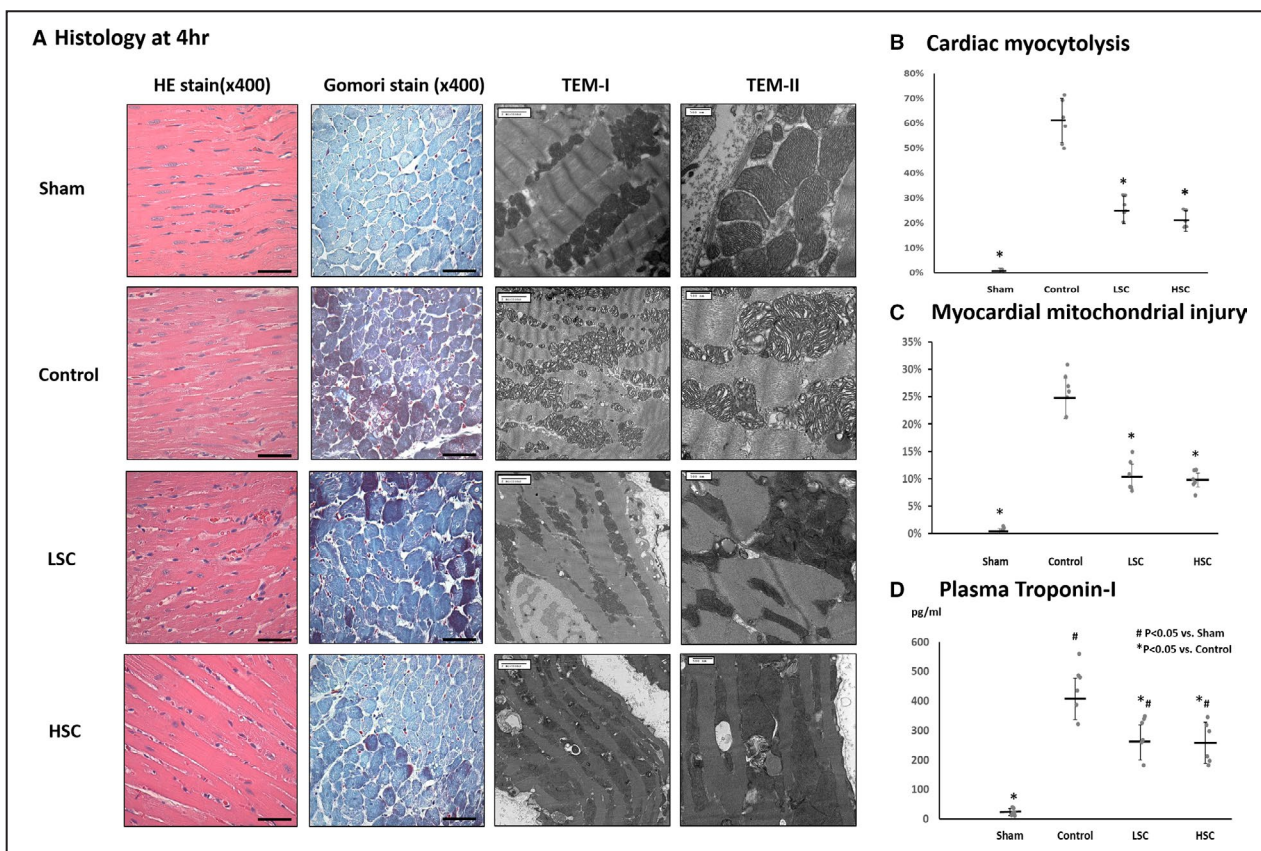 A Histology at 4hr
HE stain(x400)
Gomori stain (x400)
TEM-I
TEM-II
Sham
Control
LSC
HSC
B Cardiac myocytolysis
80%
70%
60%
50%
40%
30%
20%
10%
0%
Sham
Control
LSC
HSC
*
*
*
C Myocardial mitochondrial injury
35%
30%
25%
20%
15%
10%
5%
0%
Sham
Control
LSC
HSC
*
*
*
D Plasma Troponin-I
pg/ml
# P<0.05 vs. Sham
*P<0.05 vs. Control
600
500
400
300
200
100
0
Sham
Control
LSC
HSC
*
#
*#
*#